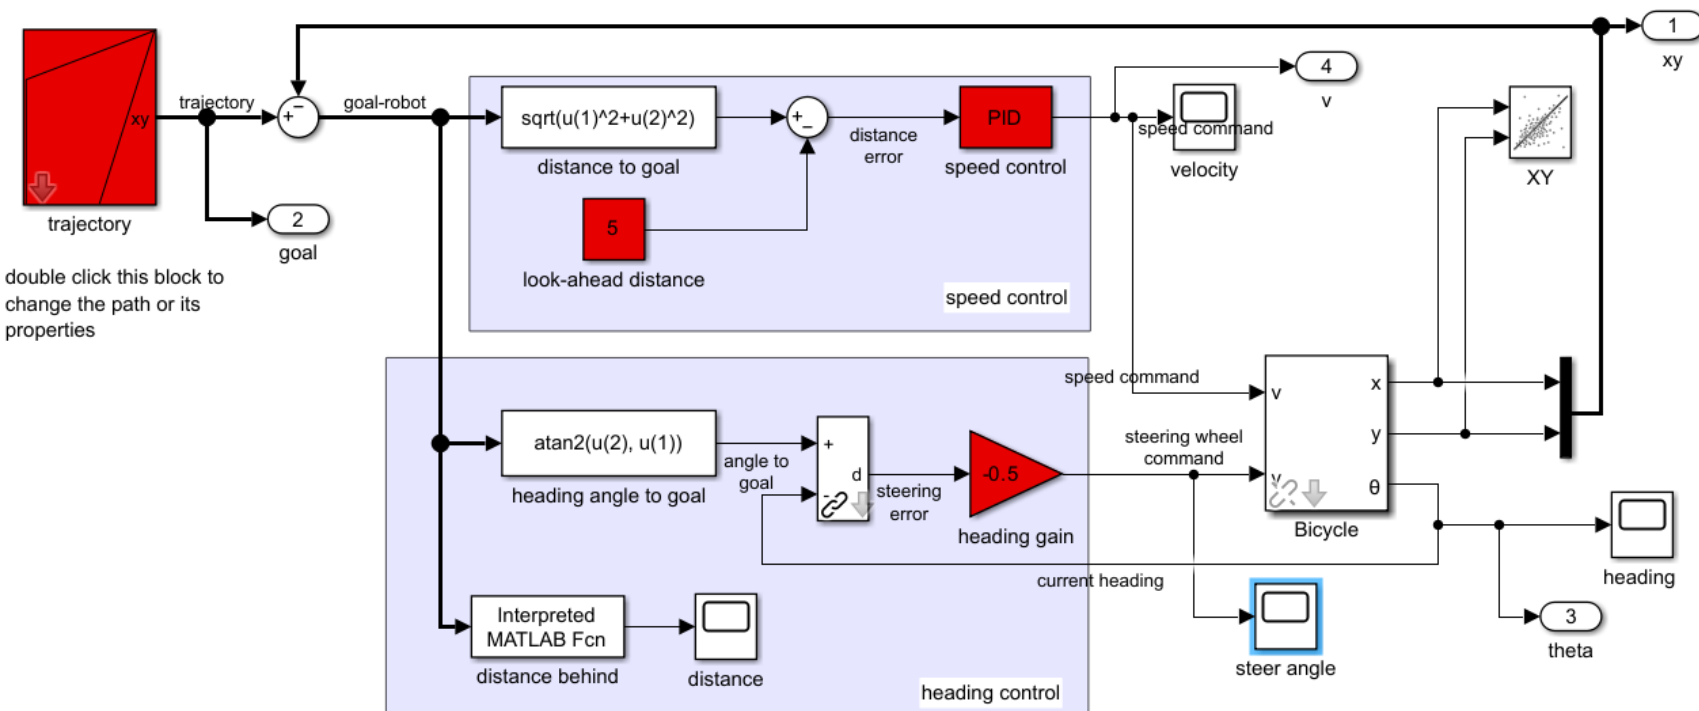 1
xy
4
v
trajectory
goal-robot
xy
+
−
sqrt(u(1)^2+u(2)^2)
distance to goal
+
−
distance
error
PID
speed control
speed command
velocity
XY
trajectory
2
goal
5
look-ahead distance
speed control
double click this block to
change the path or its
properties
speed command
v
x
y
θ
Bicycle
atan2(u(2), u(1))
heading angle to goal
angle to
goal
+
-
d
steering
error
-0.5
heading gain
steering wheel
command
current heading
heading
3
theta
steer angle
Interpreted
MATLAB Fcn
distance behind
distance
heading control